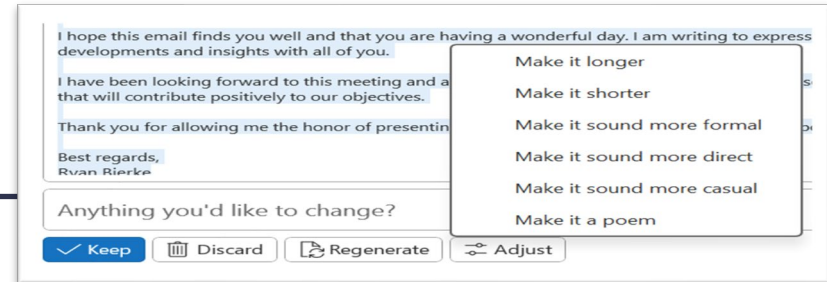 I hope this email finds you well and that you are having a wonderful day. I am writing to express
developments and insights with all of you.
I have been looking forward to this meeting and a
that will contribute positively to our objectives.
Thank you for allowing me the honor of presentin
Best regards,
Ryan Bierke
Make it longer
Make it shorter
Make it sound more formal
Make it sound more direct
Make it sound more casual
Make it a poem
Anything you'd like to change?
Keep
Discard
Regenerate
Adjust